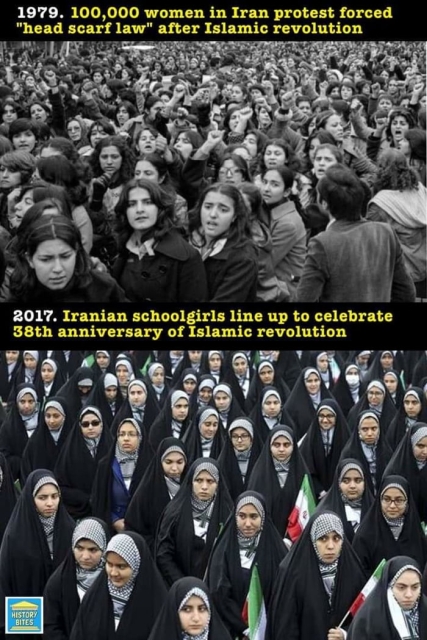 1979. 100,000 women in Iran protest forced
"head scarf law" after Islamic revolution
2017. Iranian schoolgirls line up to celebrate
38th anniversary of Islamic revolution
HISTORY
BITES